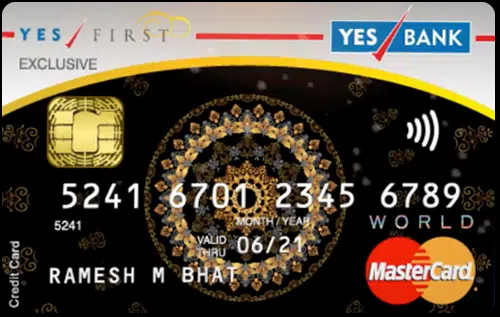 YES FIRST
EXCLUSIVE
YES BANK
5241 6701 2345 6789
5241
MONTH / YEAR
VALID THRU 06/21
WORLD
RAMESH M BHAT
MasterCard
Credit Card